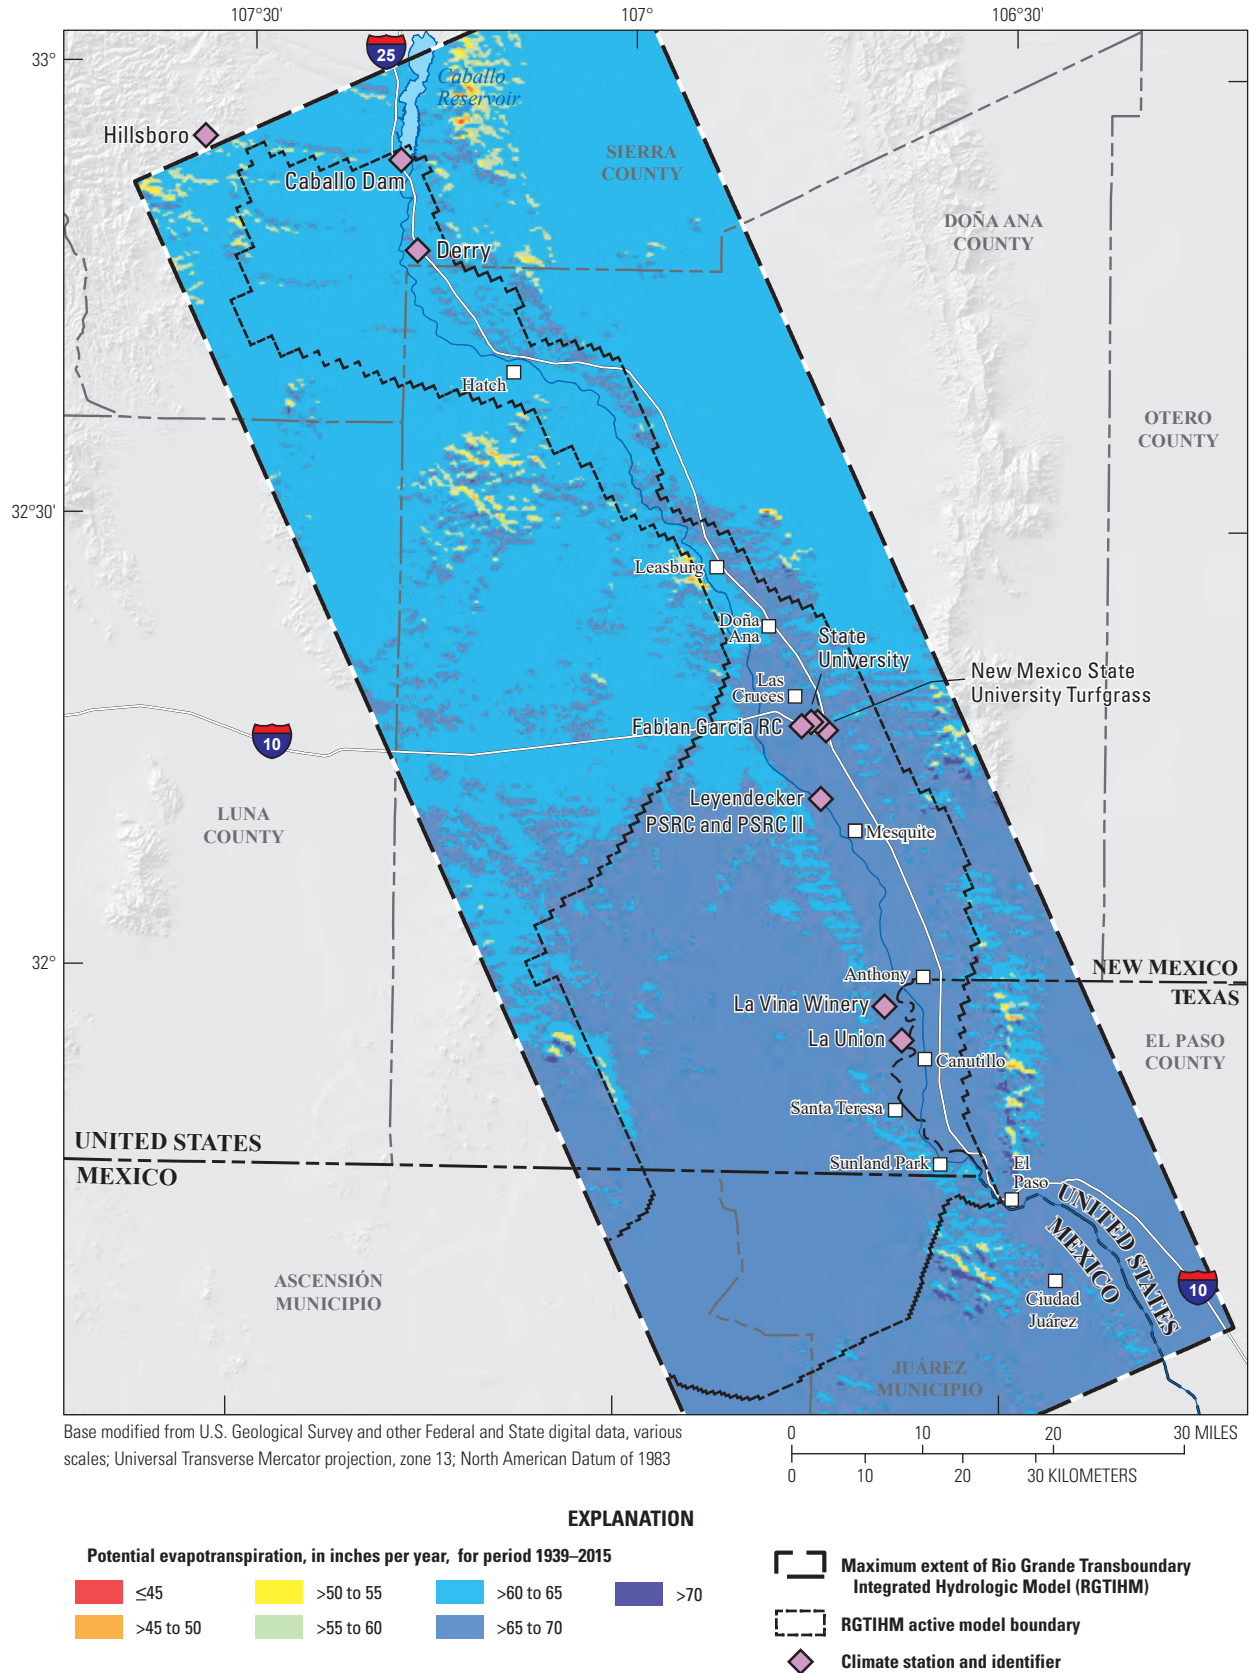 107°30'
107°
106°30'
33°
25
Caballo
Reservoir
Hillsboro
SIERRA
COUNTY
Caballo Dam
DOÑA ANA
COUNTY
Derry
Hatch
OTERO
COUNTY
32°30'
Leasburg
Doña
Ana
State
University
New Mexico State
University Turfgrass
Las
Cruces
Fabian Garcia RC
10
Leyendecker
PSRC and PSRC II
LUNA
COUNTY
Mesquite
32°
Anthony
NEW MEXICO
TEXAS
La Vina Winery
La Union
EL PASO
COUNTY
Canutillo
Santa Teresa
UNITED STATES
MEXICO
Sunland Park
El
Paso
UNITED STATES
MEXICO
ASCENSIÓN
MUNICIPIO
10
Ciudad
Juárez
JUÁREZ
MUNICIPIO
Base modified from U.S. Geological Survey and other Federal and State digital data, various
scales; Universal Transverse Mercator projection, zone 13; North American Datum of 1983
0 10 20 30 MILES
0 10 20 30 KILOMETERS
EXPLANATION
Potential evapotranspiration, in inches per year, for period 1939–2015
≤45
>45 to 50
>50 to 55
>55 to 60
>60 to 65
>65 to 70
>70
Maximum extent of Rio Grande Transboundary
Integrated Hydrologic Model (RGTIHM)
RGTIHM active model boundary
Climate station and identifier